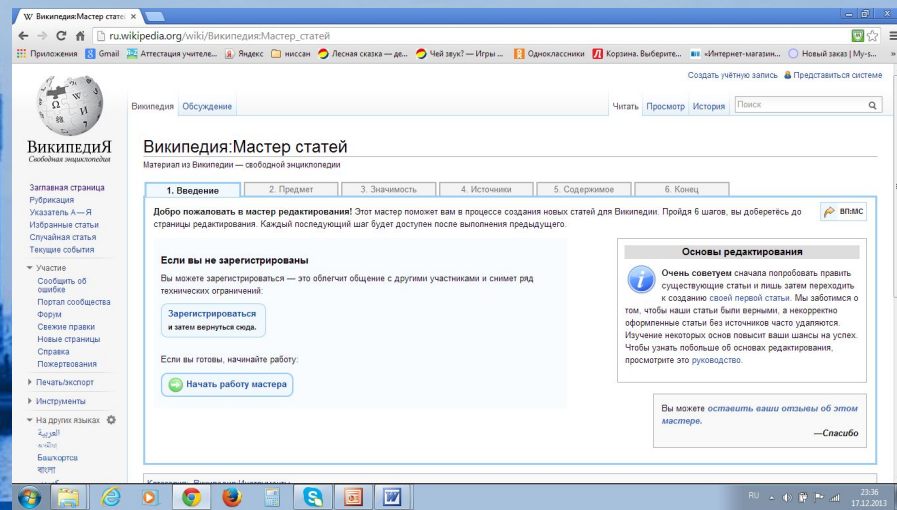 Википедия:Мастер стате
ru.wikipedia.org/wiki/Википедия:Мастер_статей
Приложения Gmail Аттестация учителе... Яндекс ниссан Лесная сказка — де... Чей звук? — Игры ... Одноклассники Корзина. Выберите... «Интернет-магазин... Новый заказ | My-s... »
Создать учётную запись Представиться системе
Википедия Обсуждение Читать Просмотр История Поиск
ВикипедиЯ
Свободная энциклопедия
Заглавная страница
Рубрикация
Указатель А — Я
Избранные статьи
Случайная статья
Текущие события
Участие
Сообщить об
ошибке
Портал сообщества
Форум
Свежие правки
Новые страницы
Справка
Пожертвования
Печать/экспорт
Инструменты
На других языках
العربية
Башҡортса
বাংলা
Википедия:Мастер статей
Материал из Википедии — свободной энциклопедии
1. Введение 2. Предмет 3. Значимость 4. Источники 5. Содержимое 6. Конец
Добро пожаловать в мастер редактирования! Этот мастер поможет вам в процессе создания новых статей для Википедии. Пройдя 6 шагов, вы доберетесь до
страницы редактирования. Каждый последующий шаг будет доступен после выполнения предыдущего.
ВП:МС
Если вы не зарегистрированы
Вы можете зарегистрироваться — это облегчит общение с другими участниками и снимет ряд
технических ограничений:
Зарегистрироваться
и затем вернуться сюда.
Если вы готовы, начинайте работу:
Начать работу мастера
Основы редактирования
Очень советуем сначала попробовать править
существующие статьи и лишь затем переходить
к созданию своей первой статьи. Мы заботимся о
том, чтобы наши статьи были верными, а некорректно
оформленные статьи без источников часто удаляются.
Изучение некоторых основ повысит ваши шансы на успех.
Чтобы узнать побольше об основах редактирования,
просмотрите это руководство.
Вы можете оставить ваши отзывы об этом
мастере.
—Спасибо
Категория: Википедия:Инструменты
RU 23:36
17.12.2013